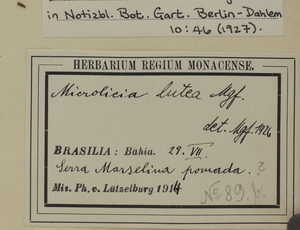 in Notizbl. Bot. Gart. Berlin-Dahlem
10:46 (1927).
HERBARIUM REGIUM MONACENSE.
Microlicia lutea Mgf.
det. Mgf. 1926
BRASILIA: Bahia. 29. VII.
Serra Marselina pomada. ?
Mis. Ph. v. Lützelburg 1914
No 89.